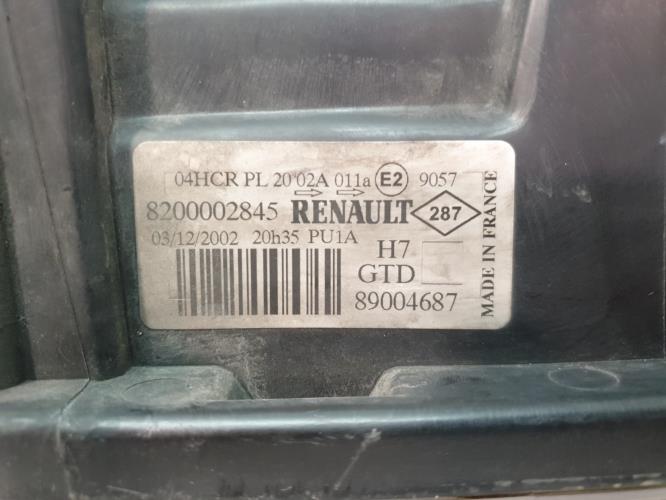 04HCR PL 20 02A 011a E2 9057
8200002845 RENAULT 287
03/12/2002 20h35 PU1A
H7
GTD
89004687
MADE IN FRANCE